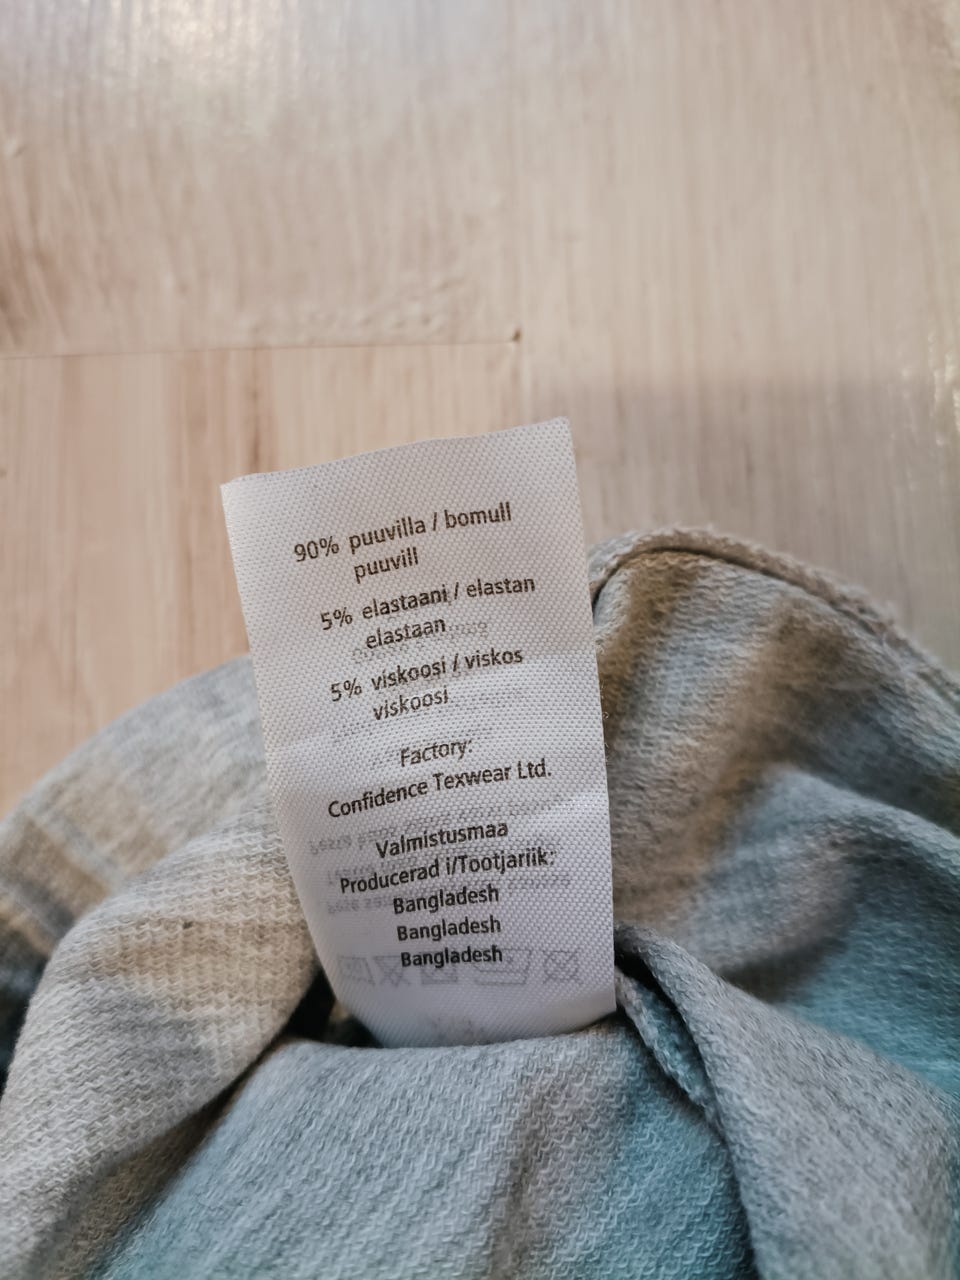 90% puuvilla / bomull
puuvill
5% elastaani / elastan
elastaan
5% viskoosi / viskos
viskoosi
Factory:
Confidence Texwear Ltd.
Valmistusmaa
Producerad i/Tootjariik:
Bangladesh
Bangladesh
Bangladesh